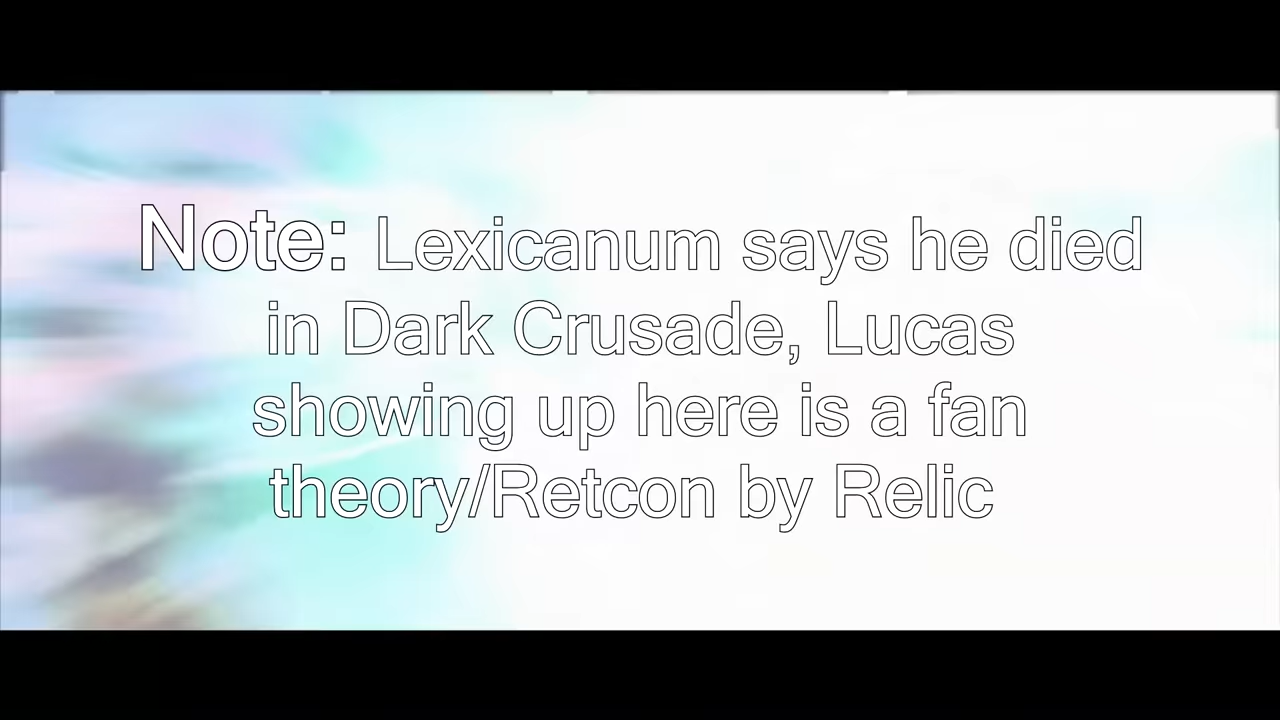 Note: Lexicanum says he died
in Dark Crusade, Lucas
showing up here is a fan
theory/Retcon by Relic